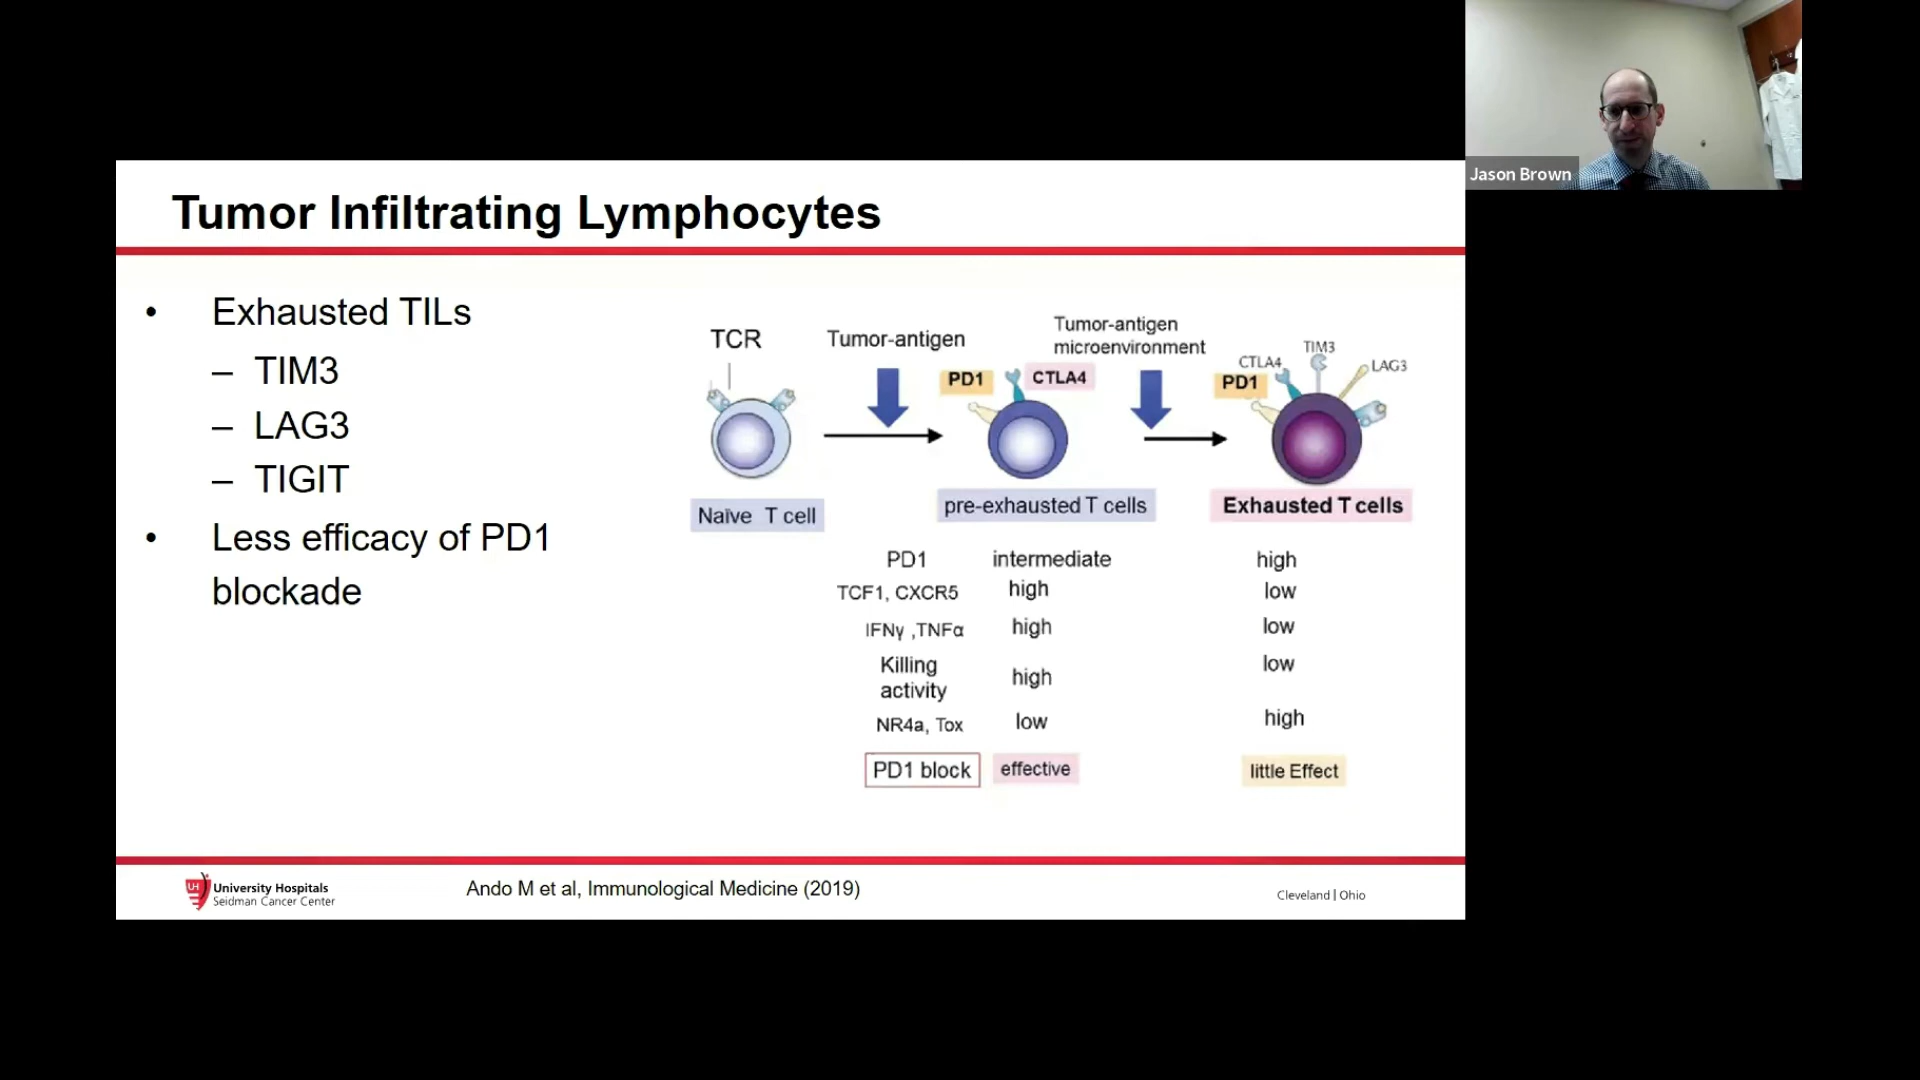 Jason Brown
Tumor Infiltrating Lymphocytes
• Exhausted TILs
– TIM3
– LAG3
– TIGIT
• Less efficacy of PD1
blockade
TCR
Tumor-antigen
Tumor-antigen
microenvironment
PD1
CTLA4
CTLA4
TIM3
LAG3
PD1
Naïve T cell
pre-exhausted T cells
Exhausted T cells
PD1 intermediate high
TCF1, CXCR5 high low
IFNγ ,TNFα high low
Killing
activity high low
NR4a, Tox low high
PD1 block effective little Effect
UH University Hospitals
Seidman Cancer Center
Ando M et al, Immunological Medicine (2019)
Cleveland | Ohio